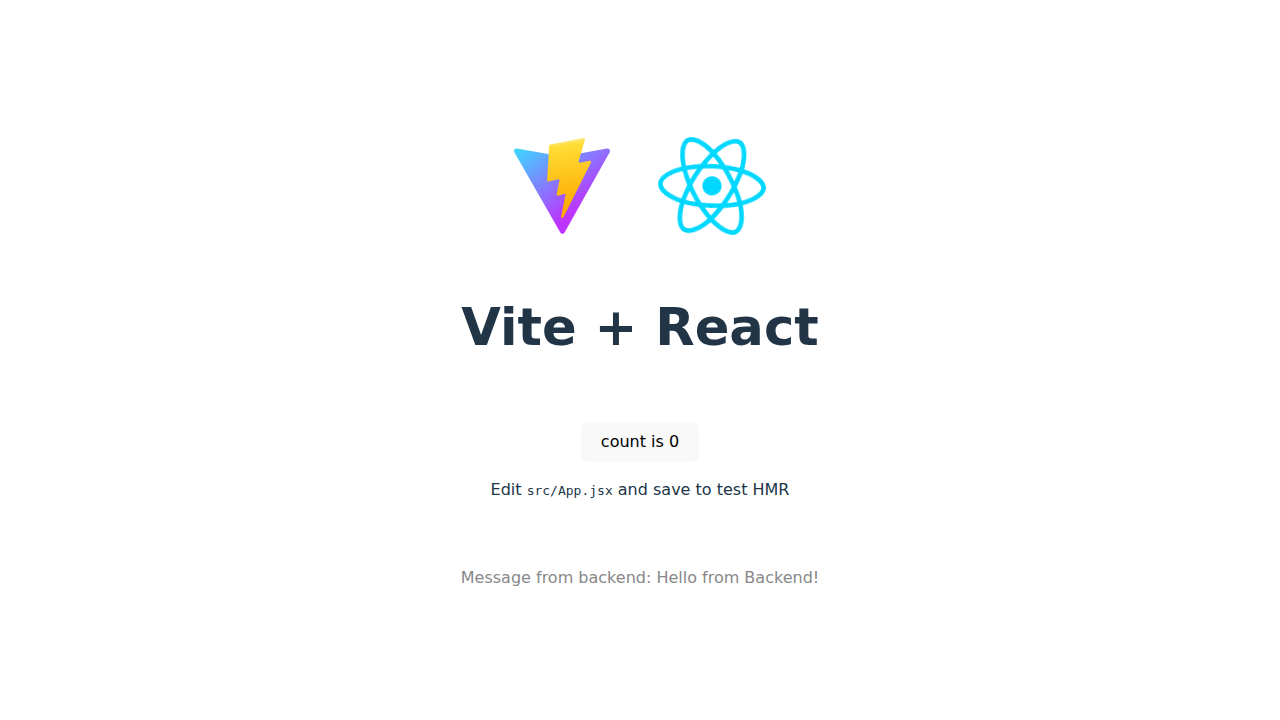 Vite + React
count is 0
Edit src/App.jsx and save to test HMR
Message from backend: Hello from Backend!